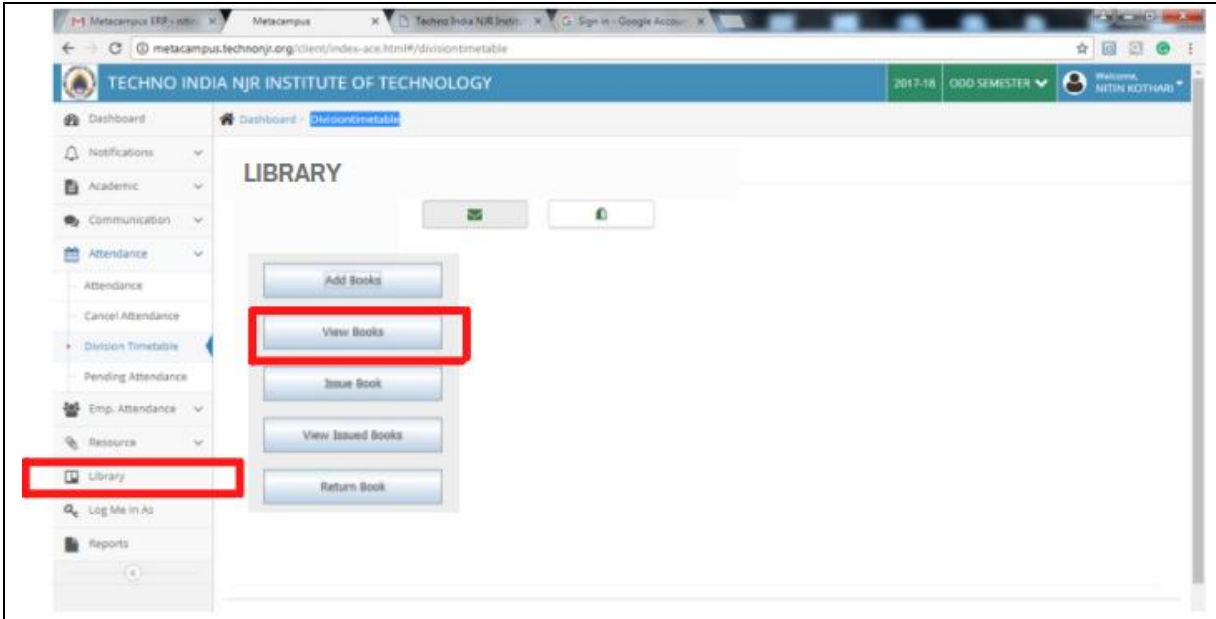 Metacampus ERP - nitin
Metacampus
Techno India NJR Instit
Sign in - Google Accoun
metacampus.technonjr.org/client/index-ace.html#/divisiontimetable
TECHNO INDIA NJR INSTITUTE OF TECHNOLOGY
2017-18
ODD SEMESTER
Welcome,
NITIN KOTHARI
Dashboard
Dashboard
Divisiontimetable
Notifications
LIBRARY
Academic
Communication
Attendance
Add Books
Attendance
Cancel Attendance
View Books
Division Timetable
Pending Attendance
Issue Book
Emp. Attendance
View Issued Books
Resource
Library
Return Book
Log Me In As
Reports